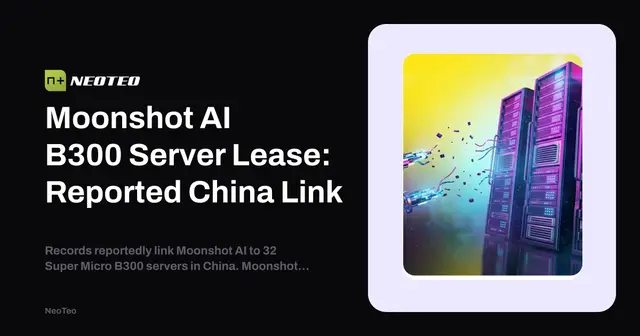 n+ NEOTEO
Moonshot AI
B300 Server Lease:
Reported China Link
Records reportedly link Moonshot AI to 32
Super Micro B300 servers in China. Moonshot...
NeoTeo